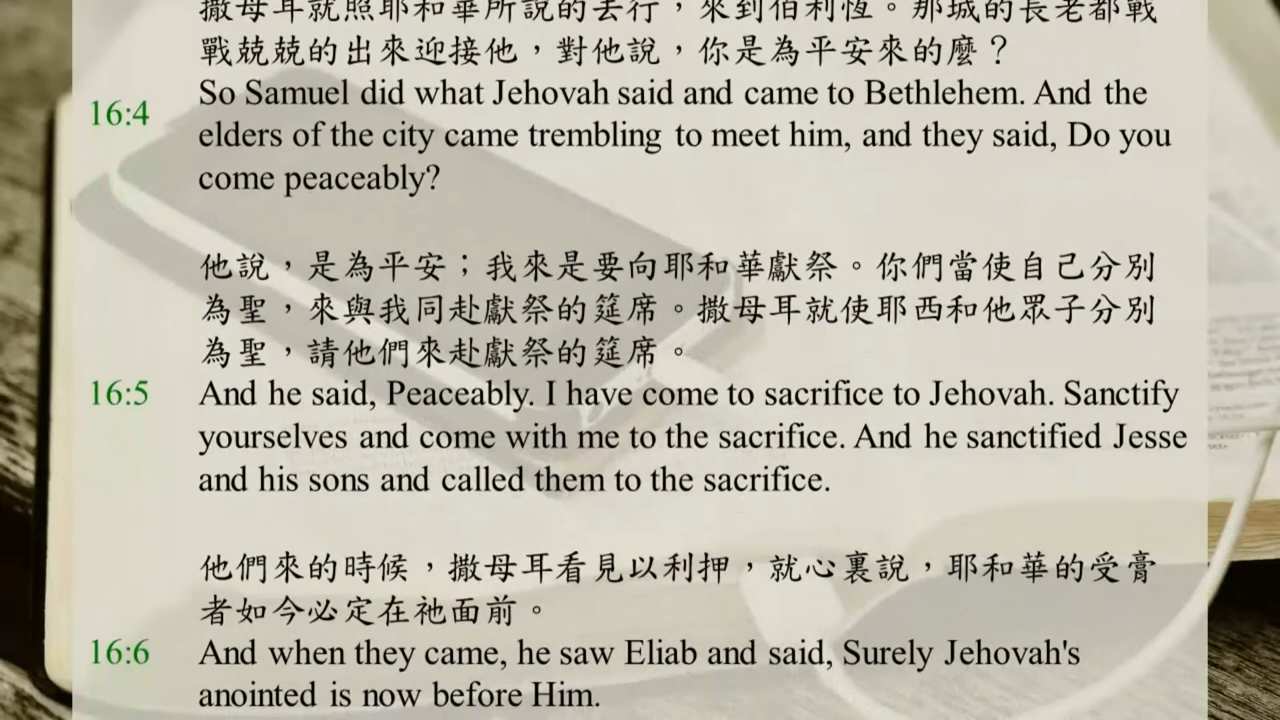 撒母耳就照耶和華所說的去行，來到伯利恆。那城的長老都戰
戰兢兢的出來迎接他，對他說，你是為平安來的麼？
16:4
So Samuel did what Jehovah said and came to Bethlehem. And the
elders of the city came trembling to meet him, and they said, Do you
come peaceably?
他說，是為平安；我來是要向耶和華獻祭。你們當使自己分別
為聖，來與我同赴獻祭的筵席。撒母耳就使耶西和他眾子分別
為聖，請他們來赴獻祭的筵席。
16:5
And he said, Peaceably. I have come to sacrifice to Jehovah. Sanctify
yourselves and come with me to the sacrifice. And he sanctified Jesse
and his sons and called them to the sacrifice.
他們來的時候，撒母耳看見以利押，就心裏說，耶和華的受膏
者如今必定在祂面前。
16:6
And when they came, he saw Eliab and said, Surely Jehovah's
anointed is now before Him.